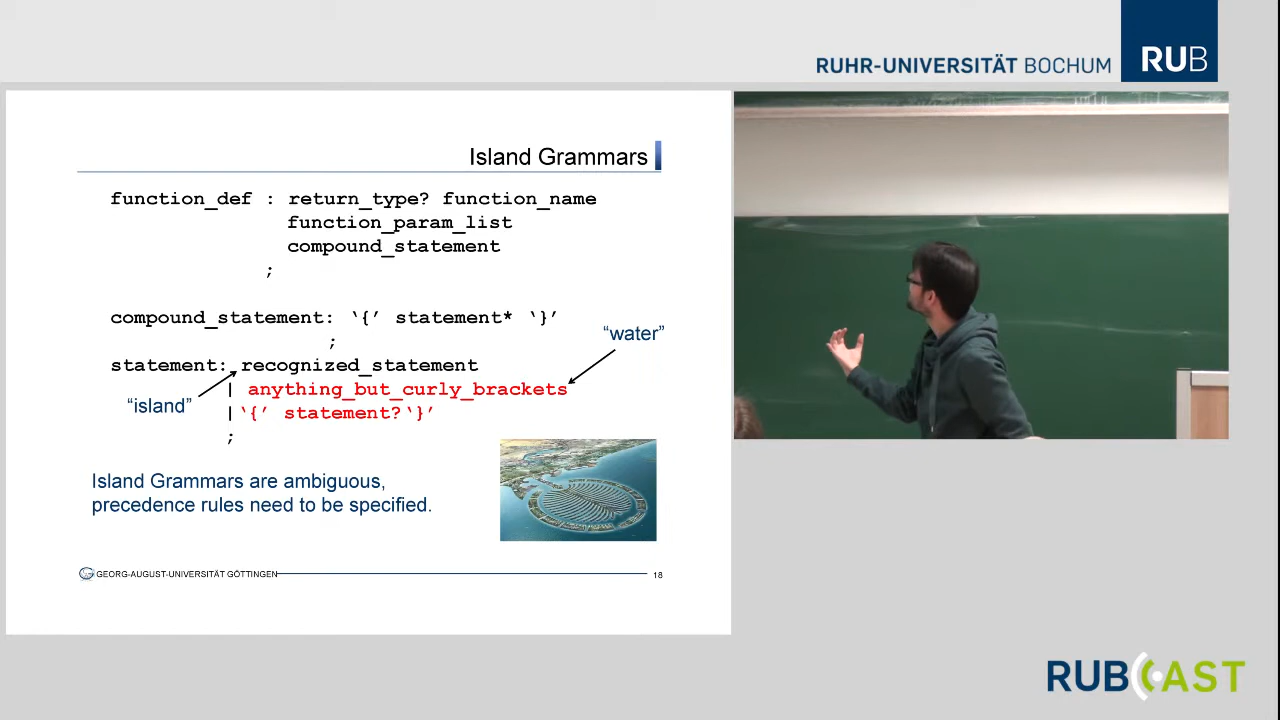 RUHR-UNIVERSITÄT BOCHUM
RUB
Island Grammars
function_def : return_type? function_name
function_param_list
compound_statement
;
compound_statement: ‘{’ statement* ‘}’
;
“water”
statement: recognized_statement
| anything_but_curly_brackets
“island”
|‘{’ statement?‘}’
;
Island Grammars are ambiguous,
precedence rules need to be specified.
GEORG-AUGUST-UNIVERSITÄT GÖTTINGEN
18
RUBCAST